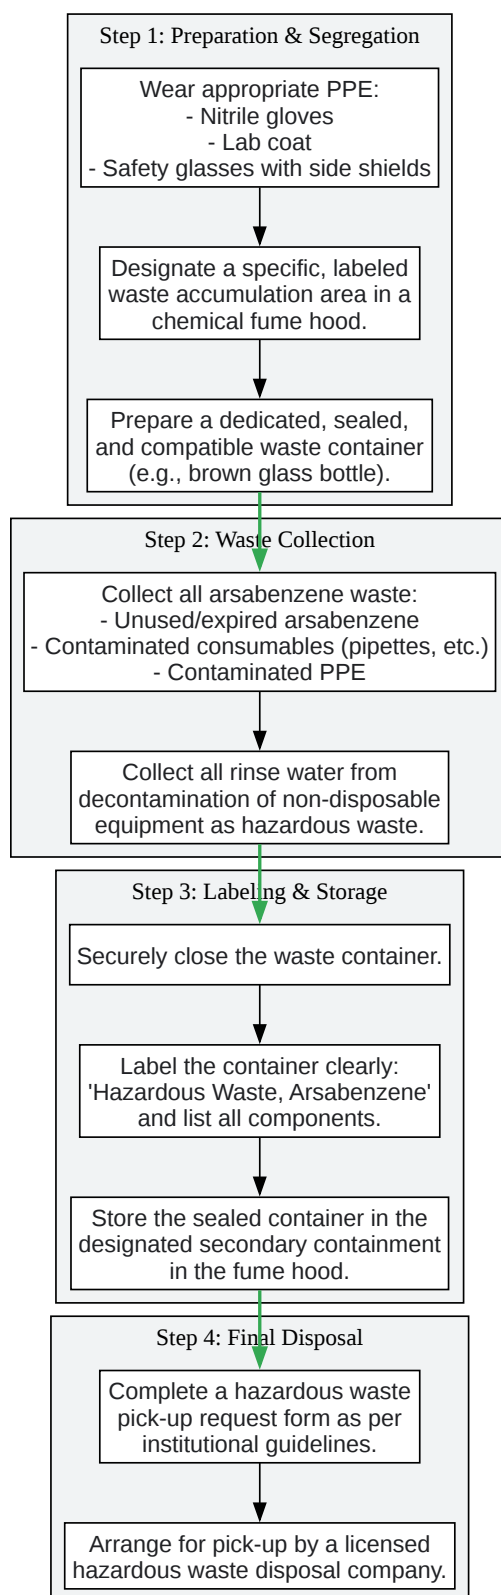 Step 1: Preparation & Segregation
Wear appropriate PPE:
- Nitrile gloves
- Lab coat
- Safety glasses with side shields
Designate a specific, labeled
waste accumulation area in a
chemical fume hood.
Prepare a dedicated, sealed,
and compatible waste container
(e.g., brown glass bottle).
Step 2: Waste Collection
Collect all arsabenzene waste:
- Unused/expired arsabenzene
- Contaminated consumables (pipettes, etc.)
- Contaminated PPE
Collect all rinse water from
decontamination of non-disposable
equipment as hazardous waste.
Step 3: Labeling & Storage
Securely close the waste container.
Label the container clearly:
'Hazardous Waste, Arsabenzene'
and list all components.
Store the sealed container in the
designated secondary containment
in the fume hood.
Step 4: Final Disposal
Complete a hazardous waste
pick-up request form as per
institutional guidelines.
Arrange for pick-up by a licensed
hazardous waste disposal company.